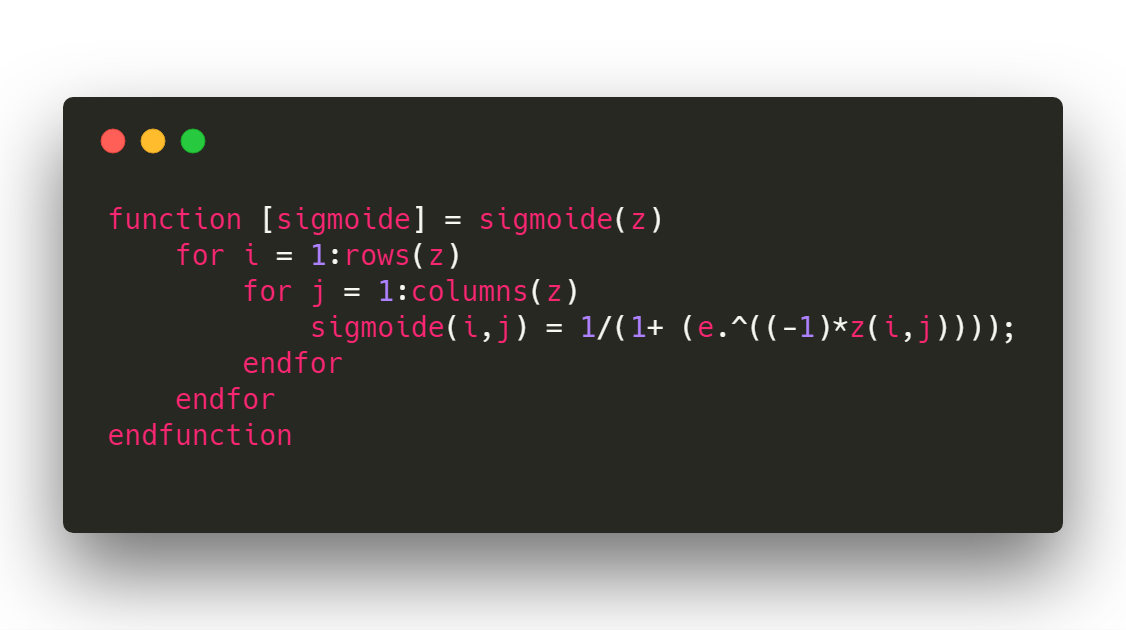 function [sigmoide] = sigmoide(z)
    for i = 1:rows(z)
        for j = 1:columns(z)
            sigmoide(i,j) = 1/(1+ (e.^((-1)*z(i,j))));
        endfor
    endfor
endfunction